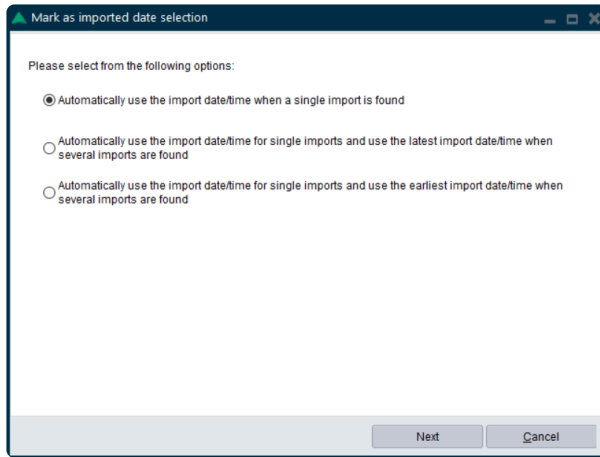 Mark as imported date selection
Please select from the following options:
Automatically use the import date/time when a single import is found
Automatically use the import date/time for single imports and use the latest import date/time when
several imports are found
Automatically use the import date/time for single imports and use the earliest import date/time when
several imports are found
Next
Cancel